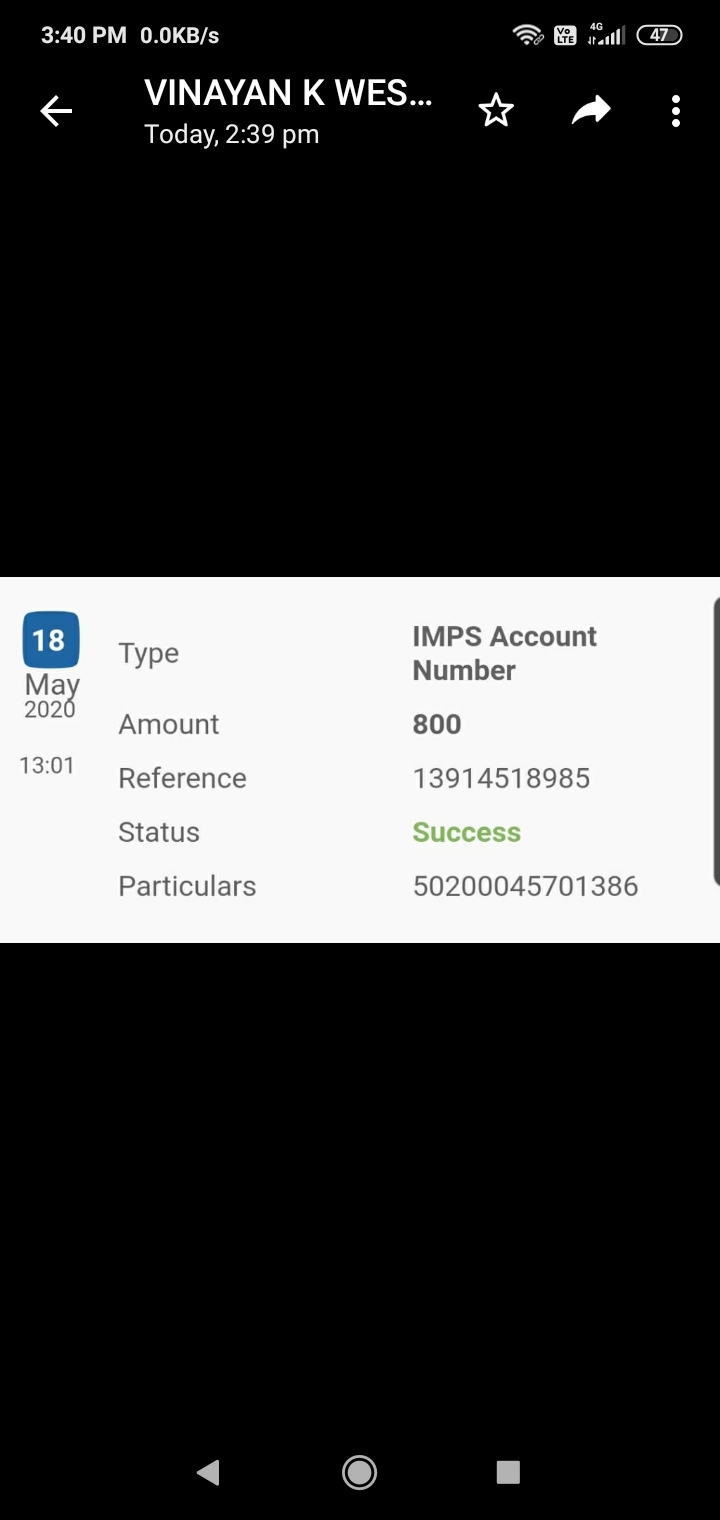 3:40 PM 0.0KB/s Vo LTE 4G 47
VINAYAN K WES...
Today, 2:39 pm
18
May
2020
13:01
Type IMPS Account
Number
Amount 800
Reference 13914518985
Status Success
Particulars 50200045701386